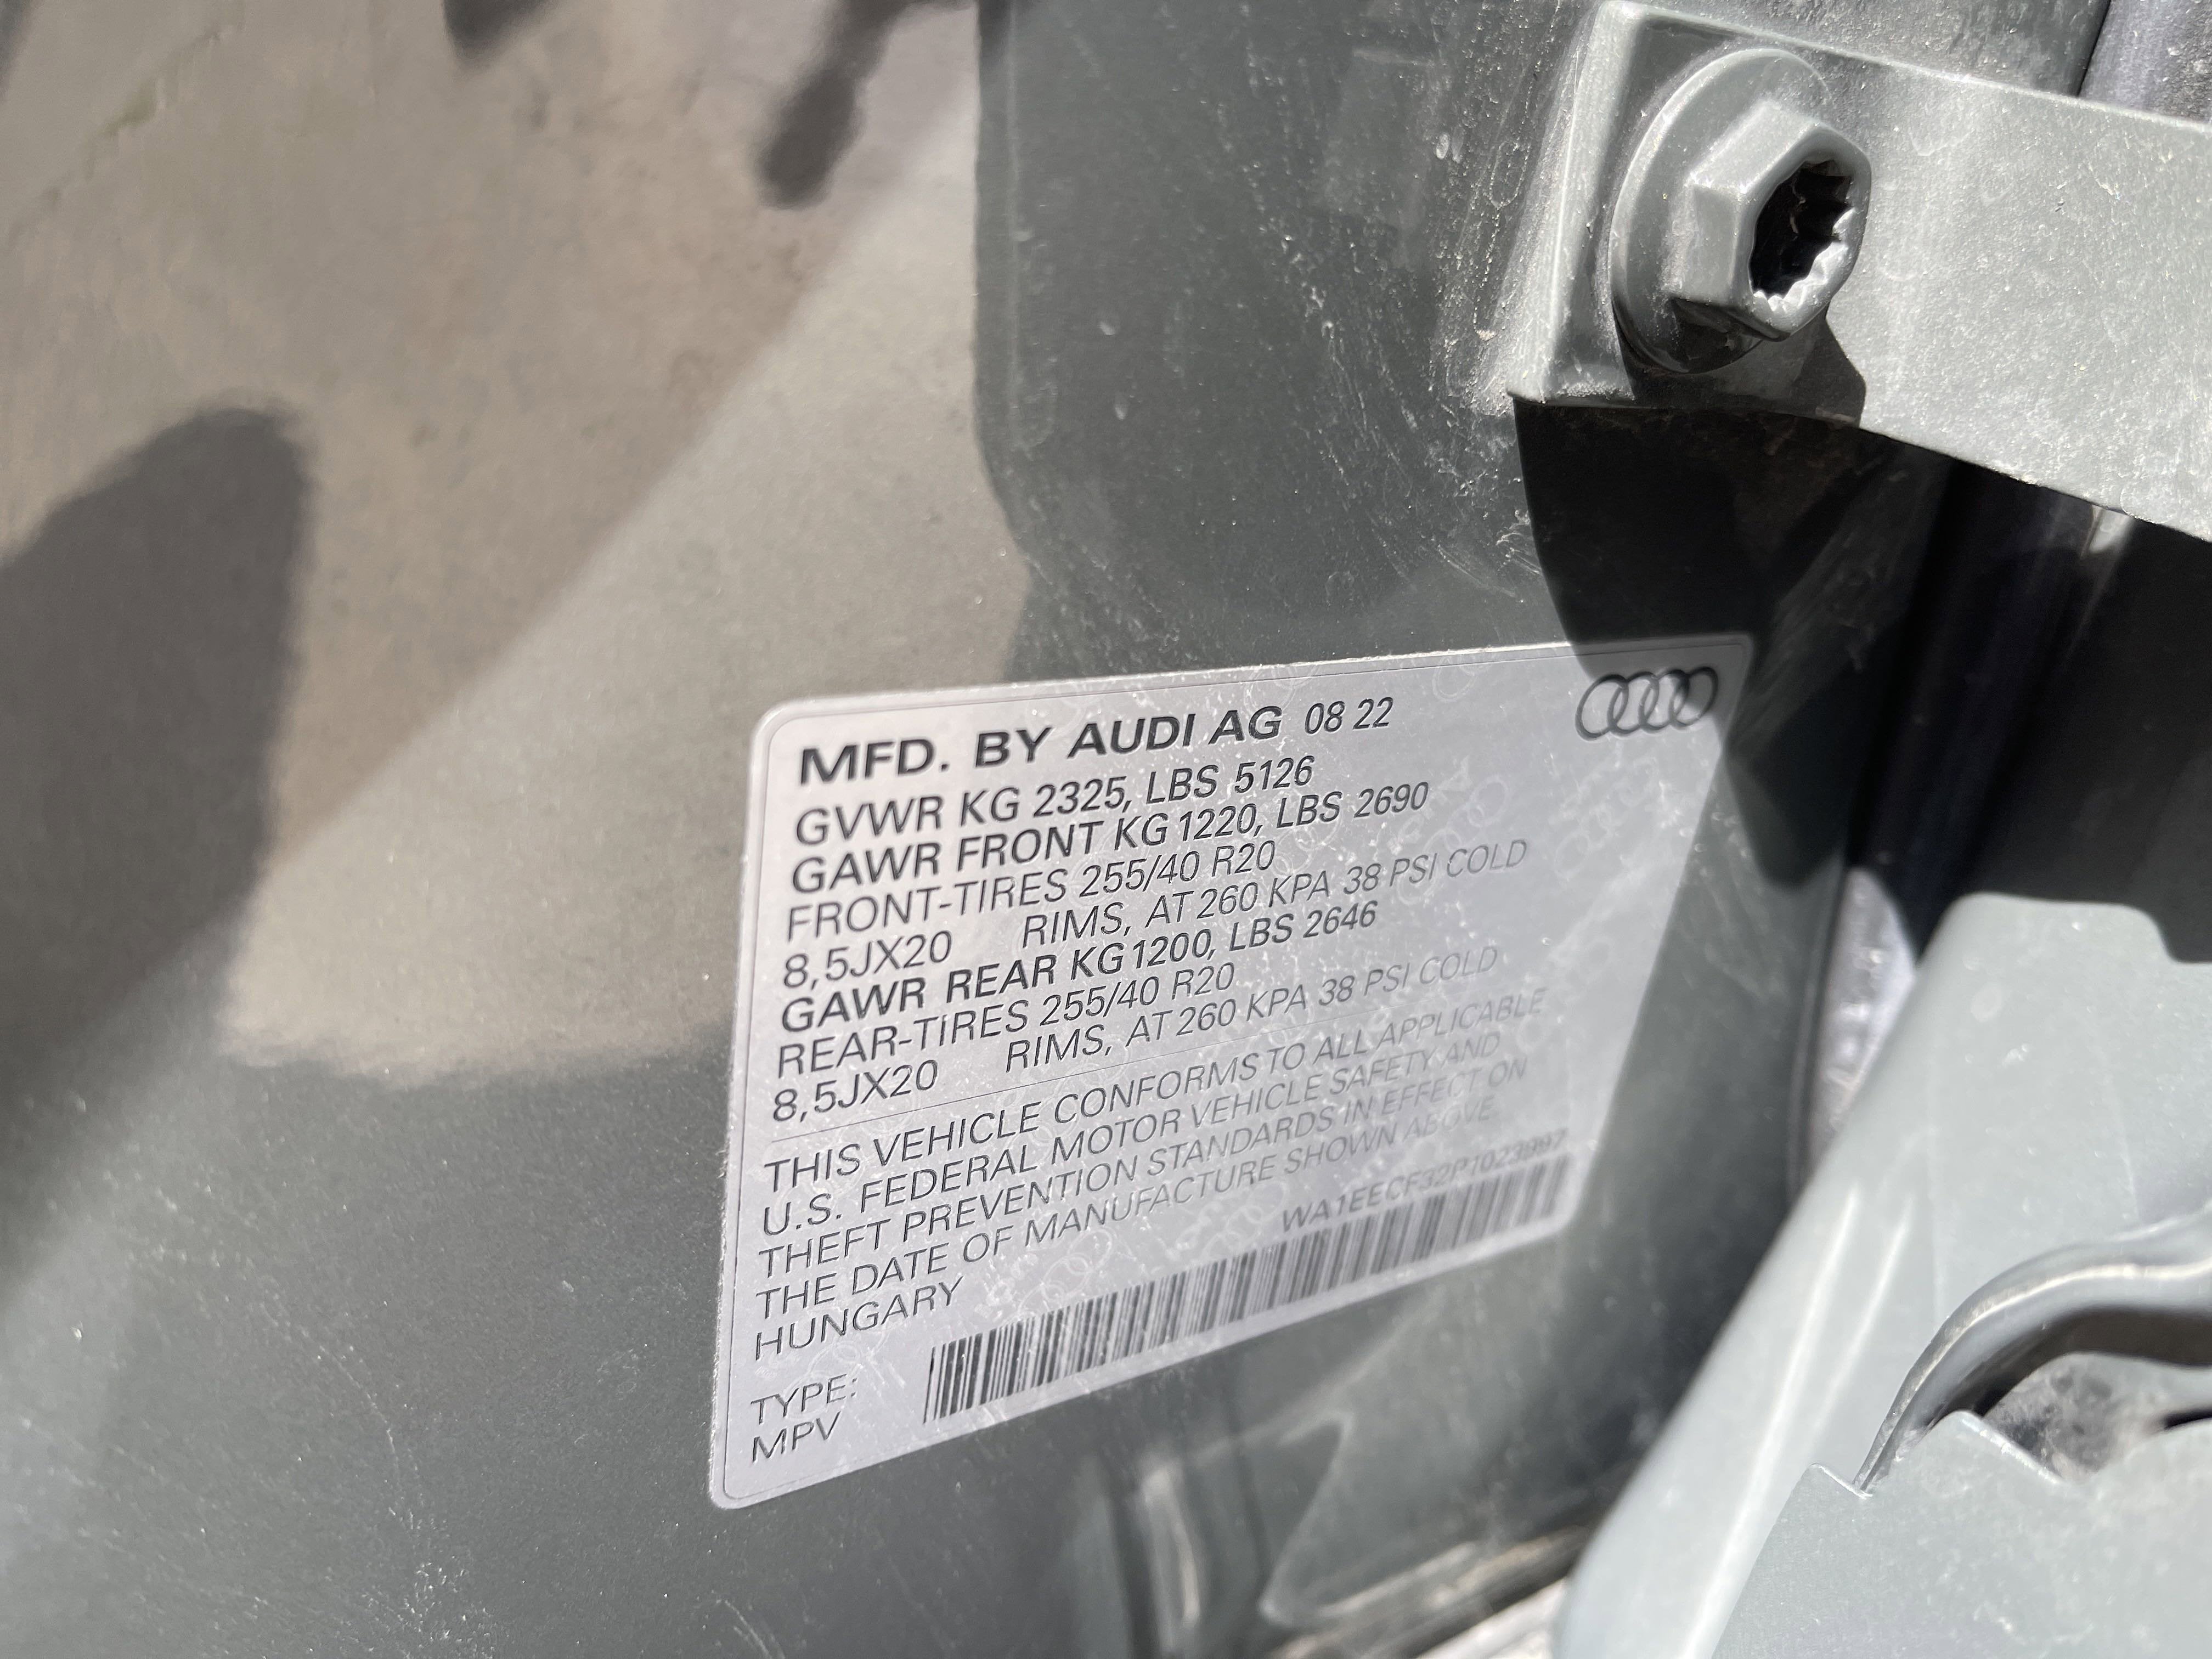 MFD. BY AUDI AG 08 22
GVWR KG 2325, LBS 5126
GAWR FRONT KG 1220, LBS 2690
FRONT-TIRES 255/40 R20
8,5JX20 RIMS, AT 260 KPA 38 PSI COLD
GAWR REAR KG 1200, LBS 2646
REAR-TIRES 255/40 R20
8,5JX20 RIMS, AT 260 KPA 38 PSI COLD
THIS VEHICLE CONFORMS TO ALL APPLICABLE
U.S. FEDERAL MOTOR VEHICLE SAFETY AND
THEFT PREVENTION STANDARDS IN EFFECT ON
THE DATE OF MANUFACTURE SHOWN ABOVE
HUNGARY WA1EECF32P1023997
TYPE:
MPV